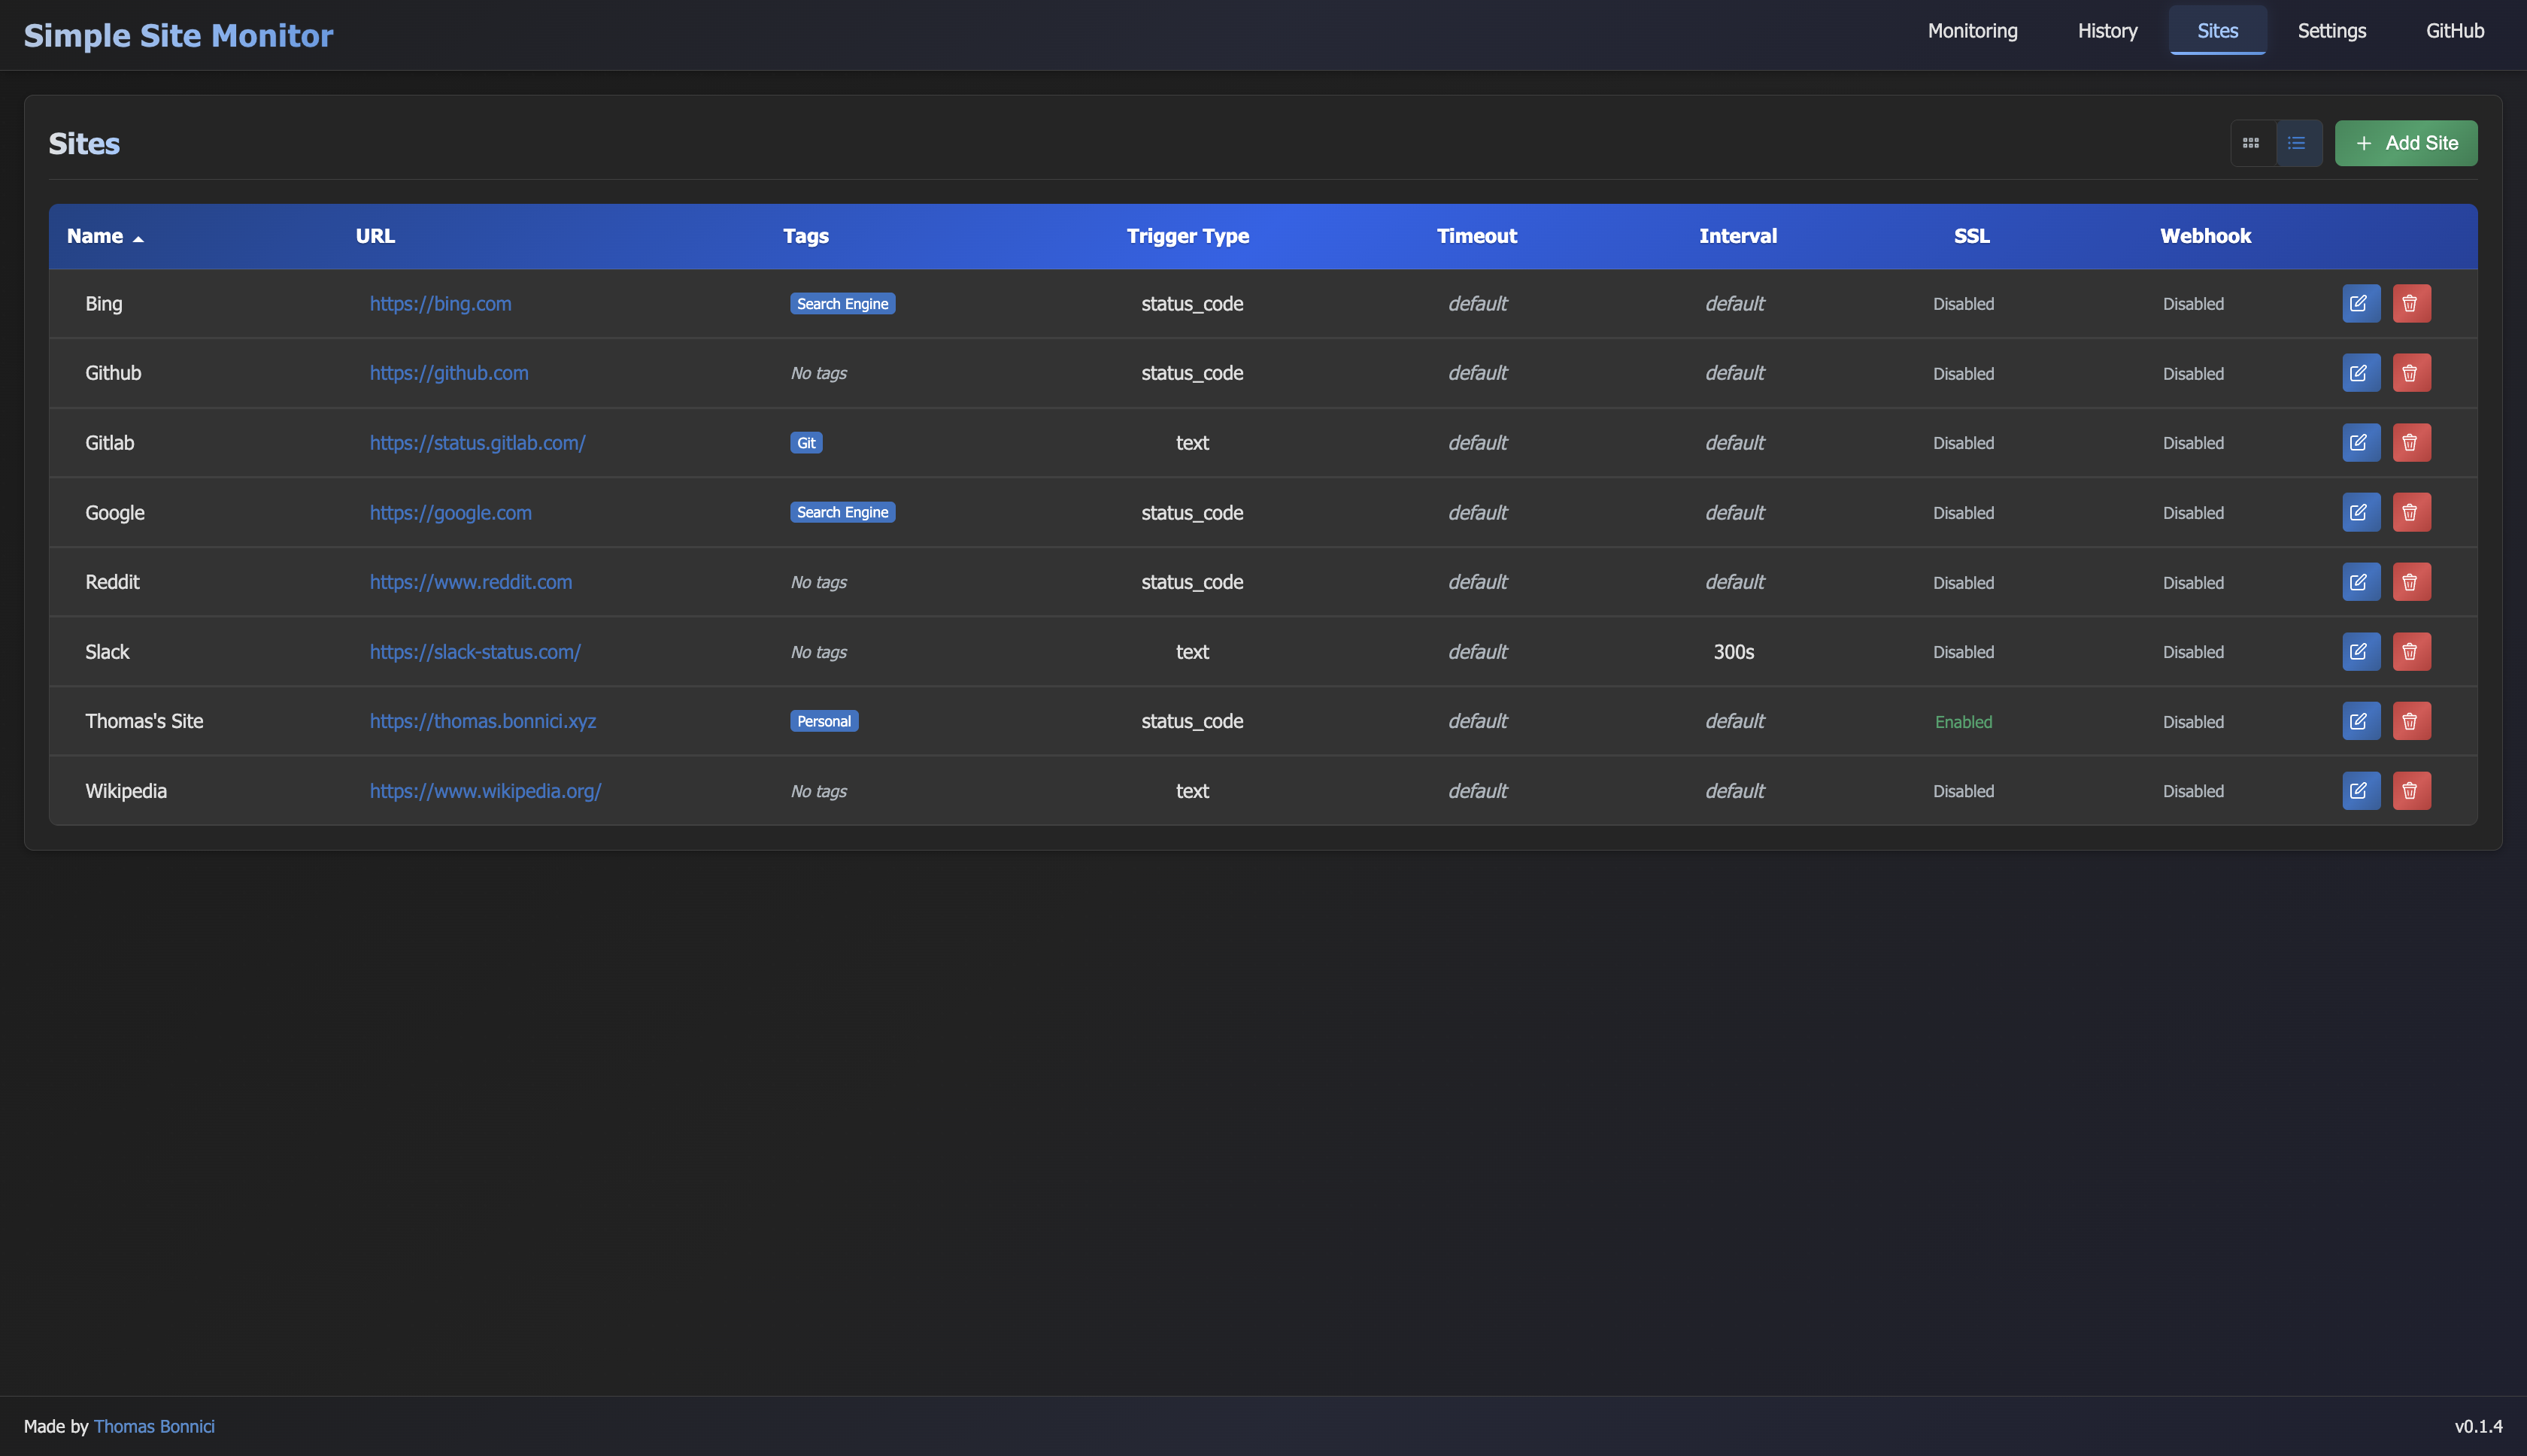 Simple Site Monitor
Monitoring History Sites Settings GitHub
Sites
Add Site
Name URL Tags Trigger Type Timeout Interval SSL Webhook
Bing https://bing.com Search Engine status_code default default Disabled Disabled
Github https://github.com No tags status_code default default Disabled Disabled
Gitlab https://status.gitlab.com/ Git text default default Disabled Disabled
Google https://google.com Search Engine status_code default default Disabled Disabled
Reddit https://www.reddit.com No tags status_code default default Disabled Disabled
Slack https://slack-status.com/ No tags text default 300s Disabled Disabled
Thomas's Site https://thomas.bonnici.xyz Personal status_code default default Enabled Disabled
Wikipedia https://www.wikipedia.org/ No tags text default default Disabled Disabled
Made by Thomas Bonnici
v0.1.4